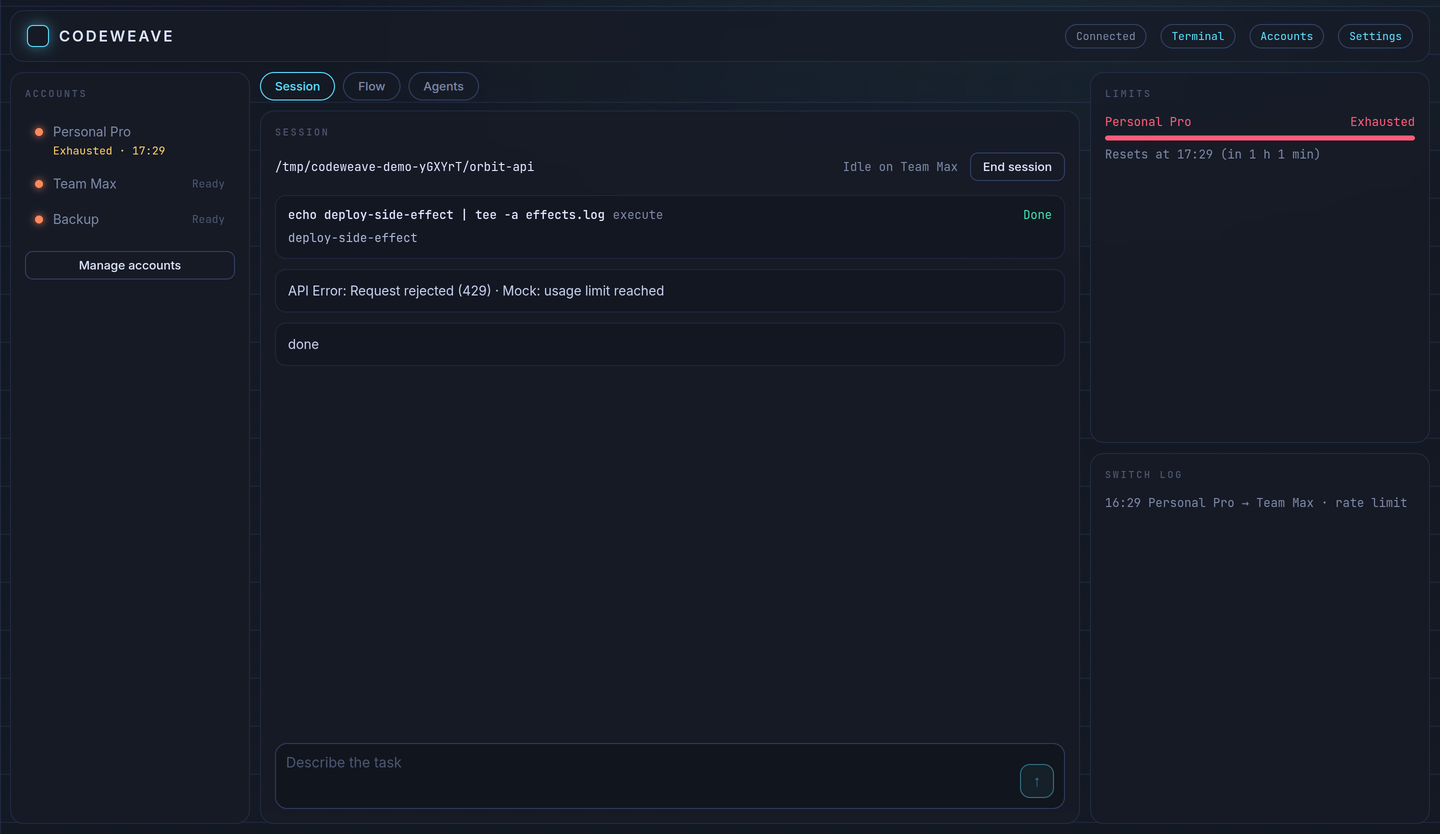 CODEWEAVE
Connected
Terminal
Accounts
Settings
ACCOUNTS
Personal Pro
Exhausted · 17:29
Team Max
Ready
Backup
Ready
Manage accounts
Session
Flow
Agents
SESSION
/tmp/codeweave-demo-yGXYrT/orbit-api
Idle on Team Max
End session
echo deploy-side-effect | tee -a effects.log execute
Done
deploy-side-effect
API Error: Request rejected (429) · Mock: usage limit reached
done
Describe the task
↑
LIMITS
Personal Pro
Exhausted
Resets at 17:29 (in 1 h 1 min)
SWITCH LOG
16:29 Personal Pro → Team Max · rate limit